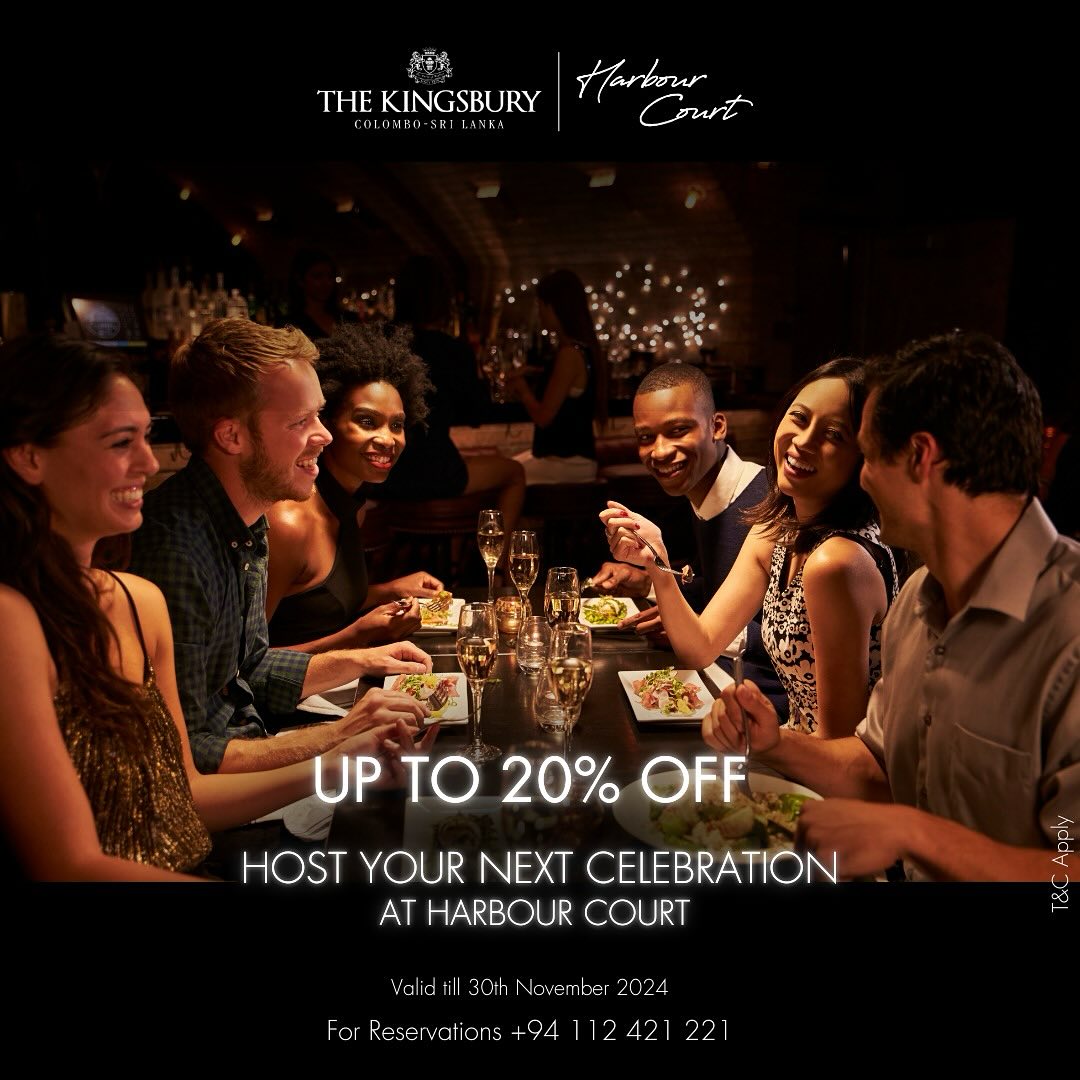 THE KINGSBURY
COLOMBO-SRI LANKA
Harbour
Court
UP TO 20% OFF
HOST YOUR NEXT CELEBRATION
AT HARBOUR COURT
T&C Apply
Valid till 30th November 2024
For Reservations +94 112 421 221